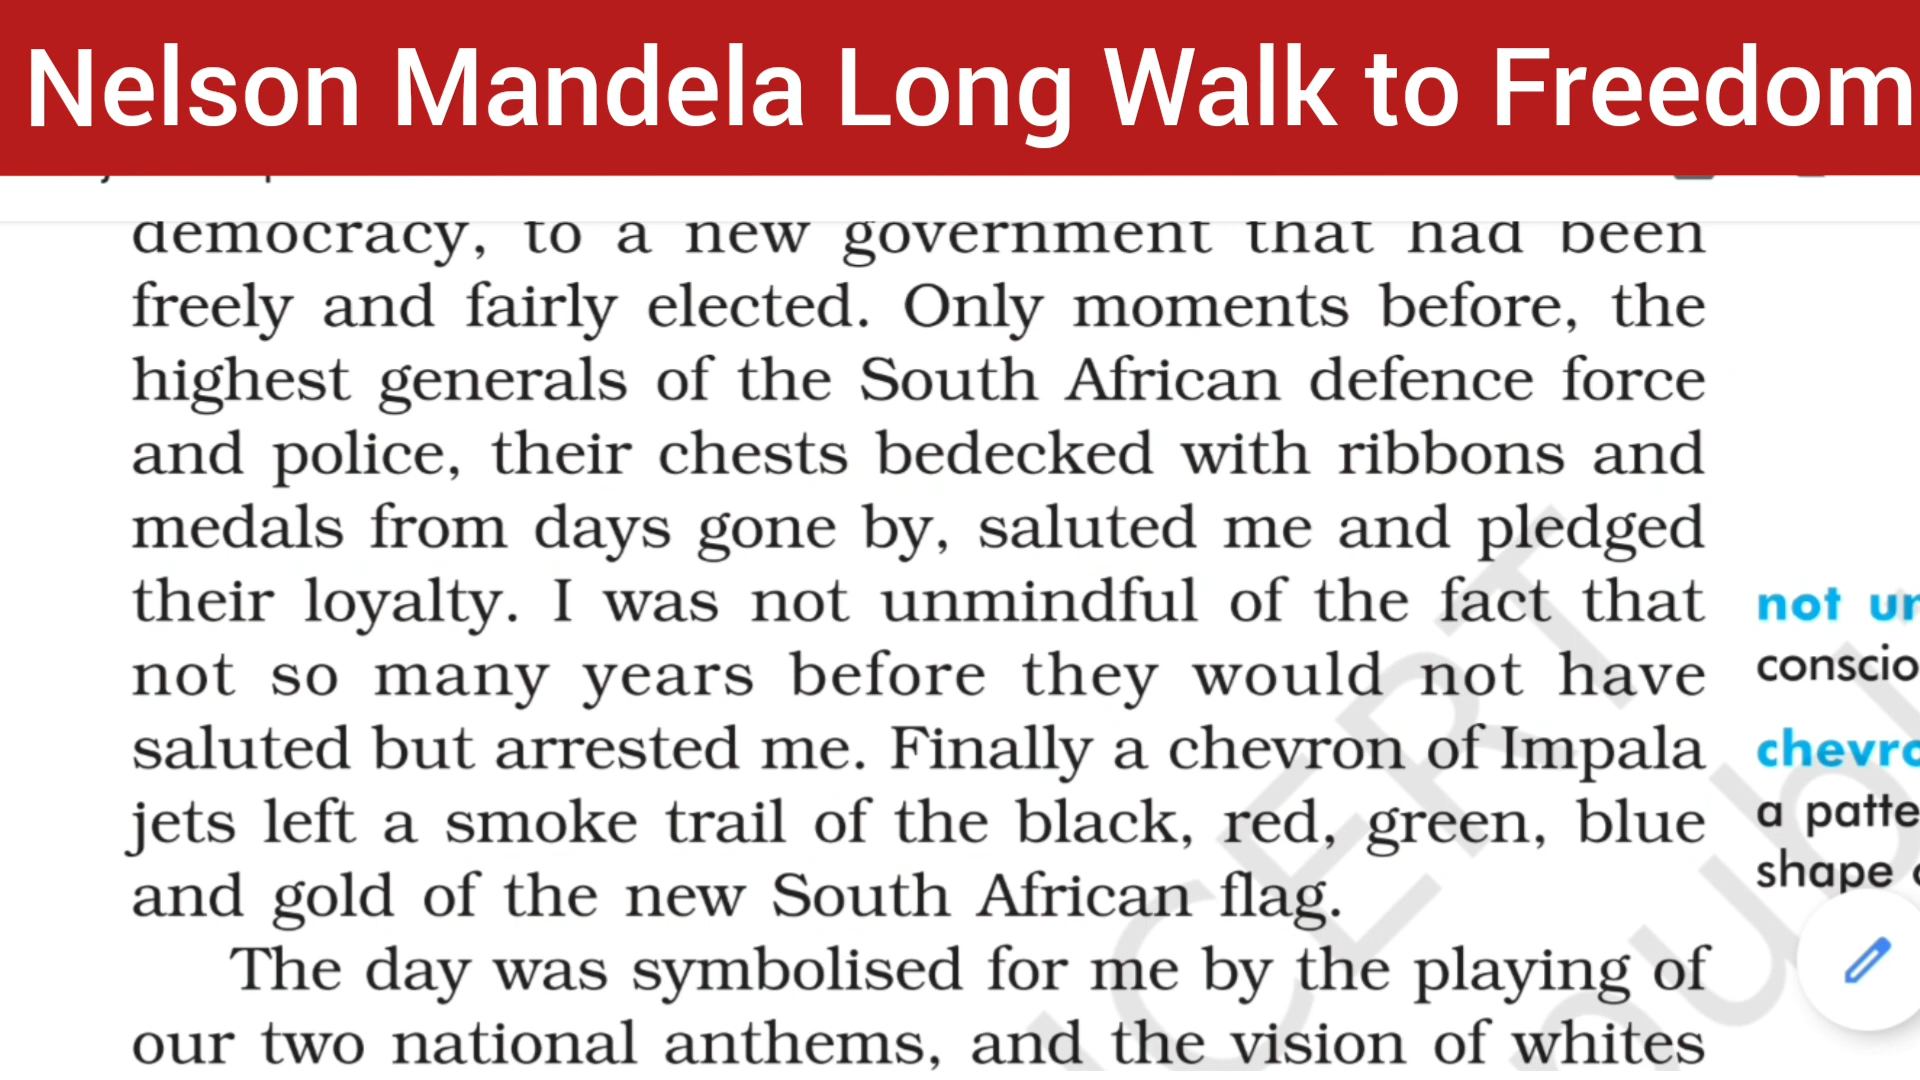 Nelson Mandela Long Walk to Freedom
democracy, to a new government that had been
freely and fairly elected. Only moments before, the
highest generals of the South African defence force
and police, their chests bedecked with ribbons and
medals from days gone by, saluted me and pledged
their loyalty. I was not unmindful of the fact that
not so many years before they would not have
saluted but arrested me. Finally a chevron of Impala
jets left a smoke trail of the black, red, green, blue
and gold of the new South African flag.
The day was symbolised for me by the playing of
our two national anthems, and the vision of whites
not
a
shape
NCERT